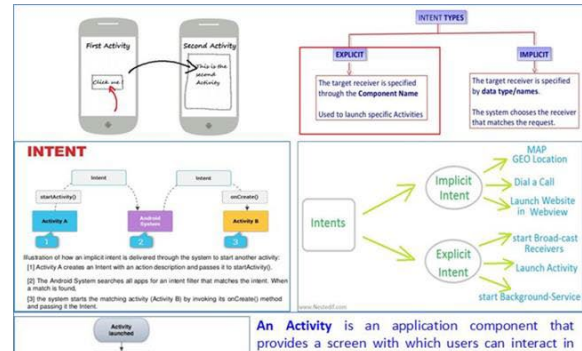 First Activity
Second Activity
Click me !
This is the
second
Activity
INTENT TYPES
EXPLICIT
IMPLICIT
The target receiver is specified
through the Component Name
Used to launch specific Activities
The target receiver is specified
by data type/names.
The system chooses the receiver
that matches the request.
INTENT
Intent
Intent
startActivity()
onCreate()
Activity A
Android
System
Activity B
1
2
3
Illustration of how an implicit intent is delivered through the system to start another activity:
[1] Activity A creates an Intent with an action description and passes it to startActivity().
[2] The Android System searches all apps for an intent filter that matches the intent. When
a match is found,
[3] the system starts the matching activity (Activity B) by invoking its onCreate() method
and passing it the Intent.
Intents
Implicit
Intent
MAP
GEO Location
Dial a Call
Launch Website
in Webview
Explicit
Intent
start Broad-cast
Receivers
Launch Activity
start Background-Service
Activity
launched
An Activity is an application component that
provides a screen with which users can interact in